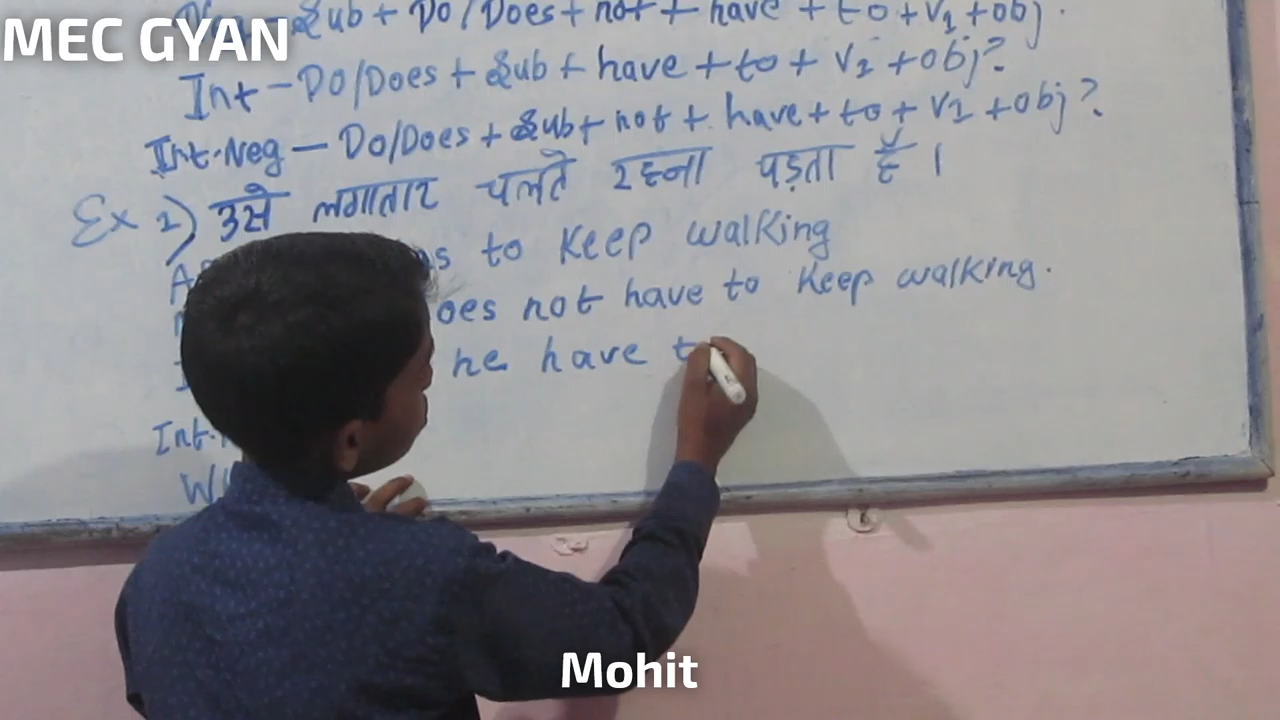 MEC GYAN
Sub + Do/Does + not + have + to + V1 + obj.
Int - Do/Does + Sub + have + to + V1 + obj?
Int-Neg - Do/Does + Sub + not + have + to + V1 + obj?
Ex 1) उसे लगातार चलते रहना पड़ता है ।
to keep walking
oes not have to keep walking.
he have t
Int.
Mohit